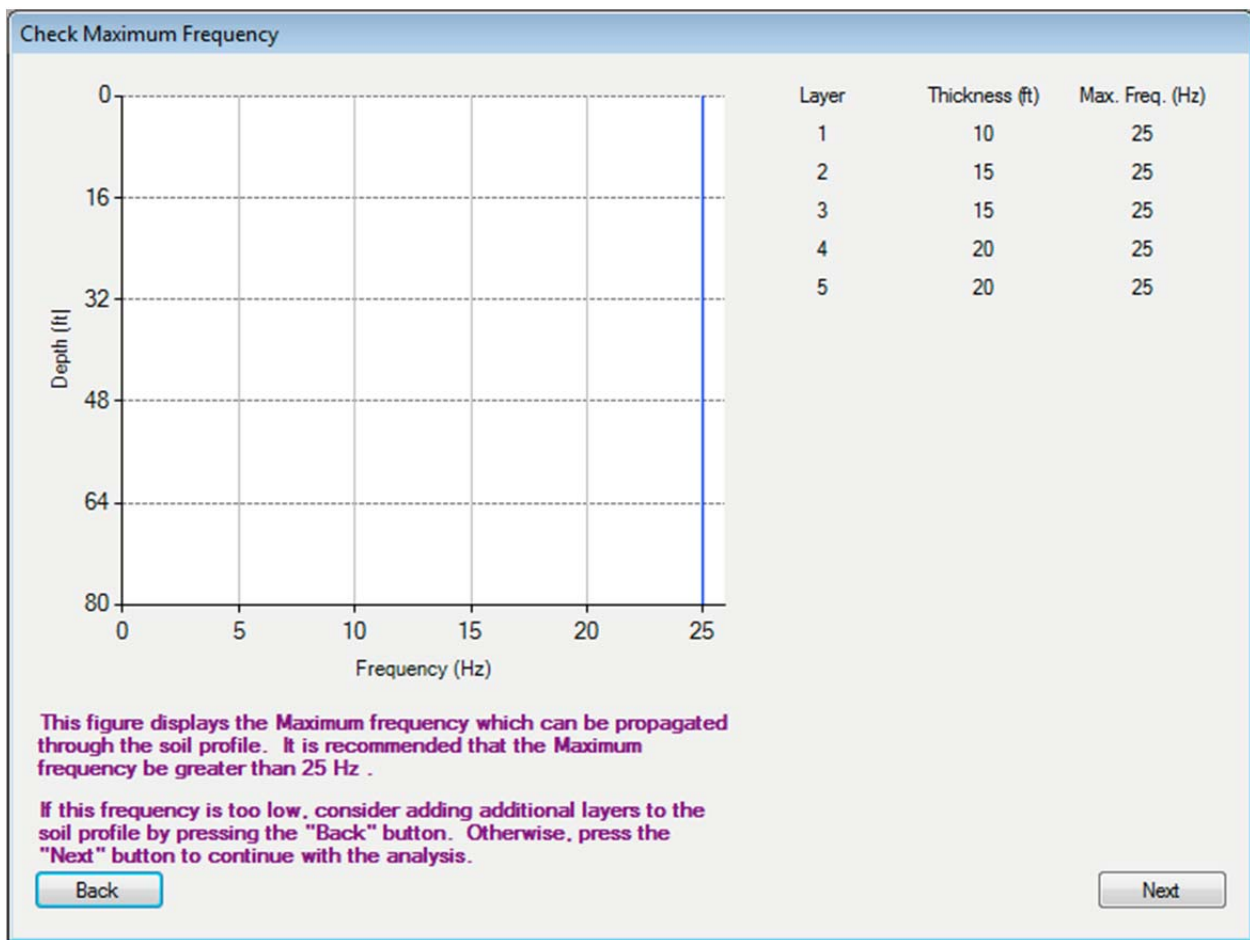 Check Maximum Frequency
0
16
32
48
64
80
Depth (ft)
0 5 10 15 20 25
Frequency (Hz)
Layer Thickness (ft) Max. Freq. (Hz)
1 10 25
2 15 25
3 15 25
4 20 25
5 20 25
This figure displays the Maximum frequency which can be propagated
through the soil profile.  It is recommended that the Maximum
frequency be greater than 25 Hz .
If this frequency is too low, consider adding additional layers to the
soil profile by pressing the "Back" button.  Otherwise, press the
"Next" button to continue with the analysis.
Back
Next